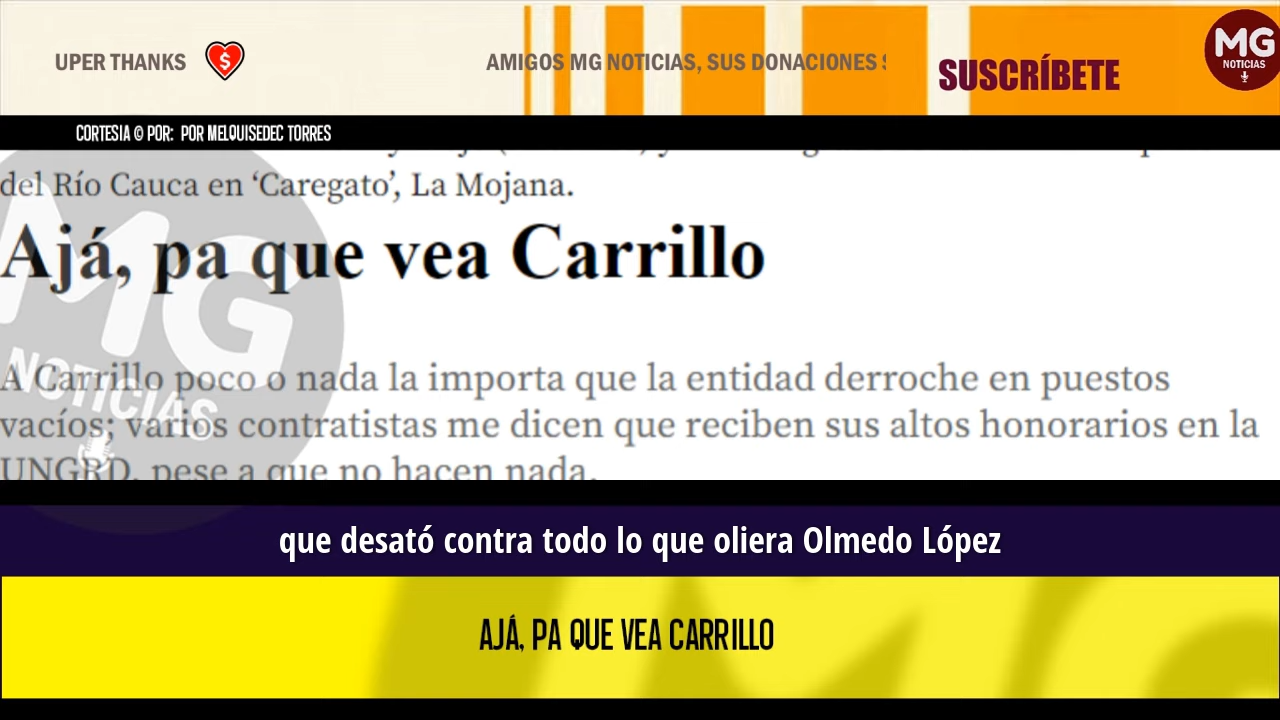 UPER THANKS
AMIGOS MG NOTICIAS, SUS DONACIONES
SUSCRÍBETE
MG
NOTICIAS
CORTESIA © POR: POR MELQUISEDEC TORRES
del Río Cauca en ‘Caregato’, La Mojana.
Ajá, pa que vea Carrillo
MG
NOTICIAS
A Carrillo poco o nada la importa que la entidad derroche en puestos
vacíos; varios contratistas me dicen que reciben sus altos honorarios en la
UNGRD, pese a que no hacen nada.
que desató contra todo lo que oliera Olmedo López
AJÁ, PA QUE VEA CARRILLO